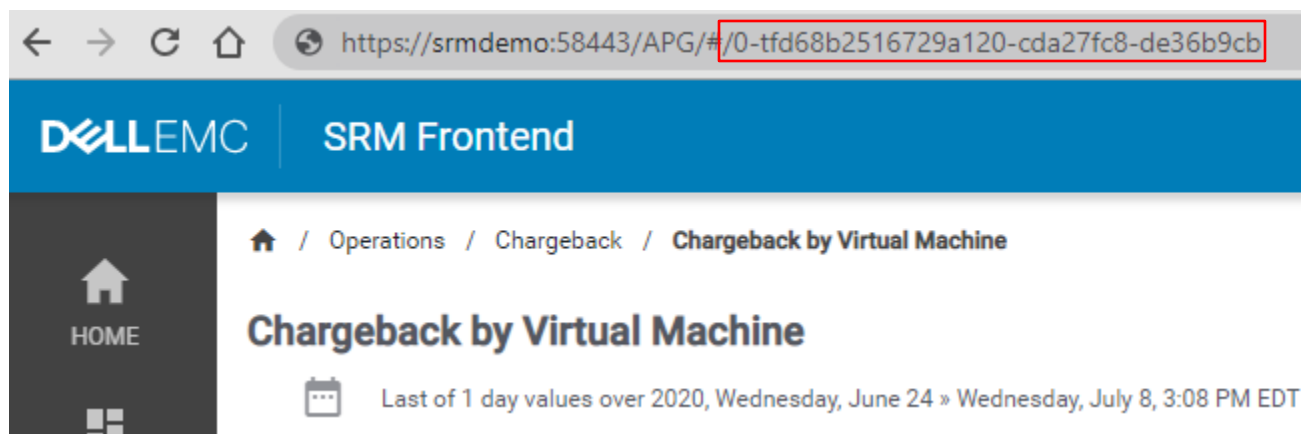 https://srmdemo:58443/APG/#/0-tfd68b2516729a120-cda27fc8-de36b9cb
DELLEMC SRM Frontend
/ Operations / Chargeback / Chargeback by Virtual Machine
HOME
Chargeback by Virtual Machine
Last of 1 day values over 2020, Wednesday, June 24 » Wednesday, July 8, 3:08 PM EDT